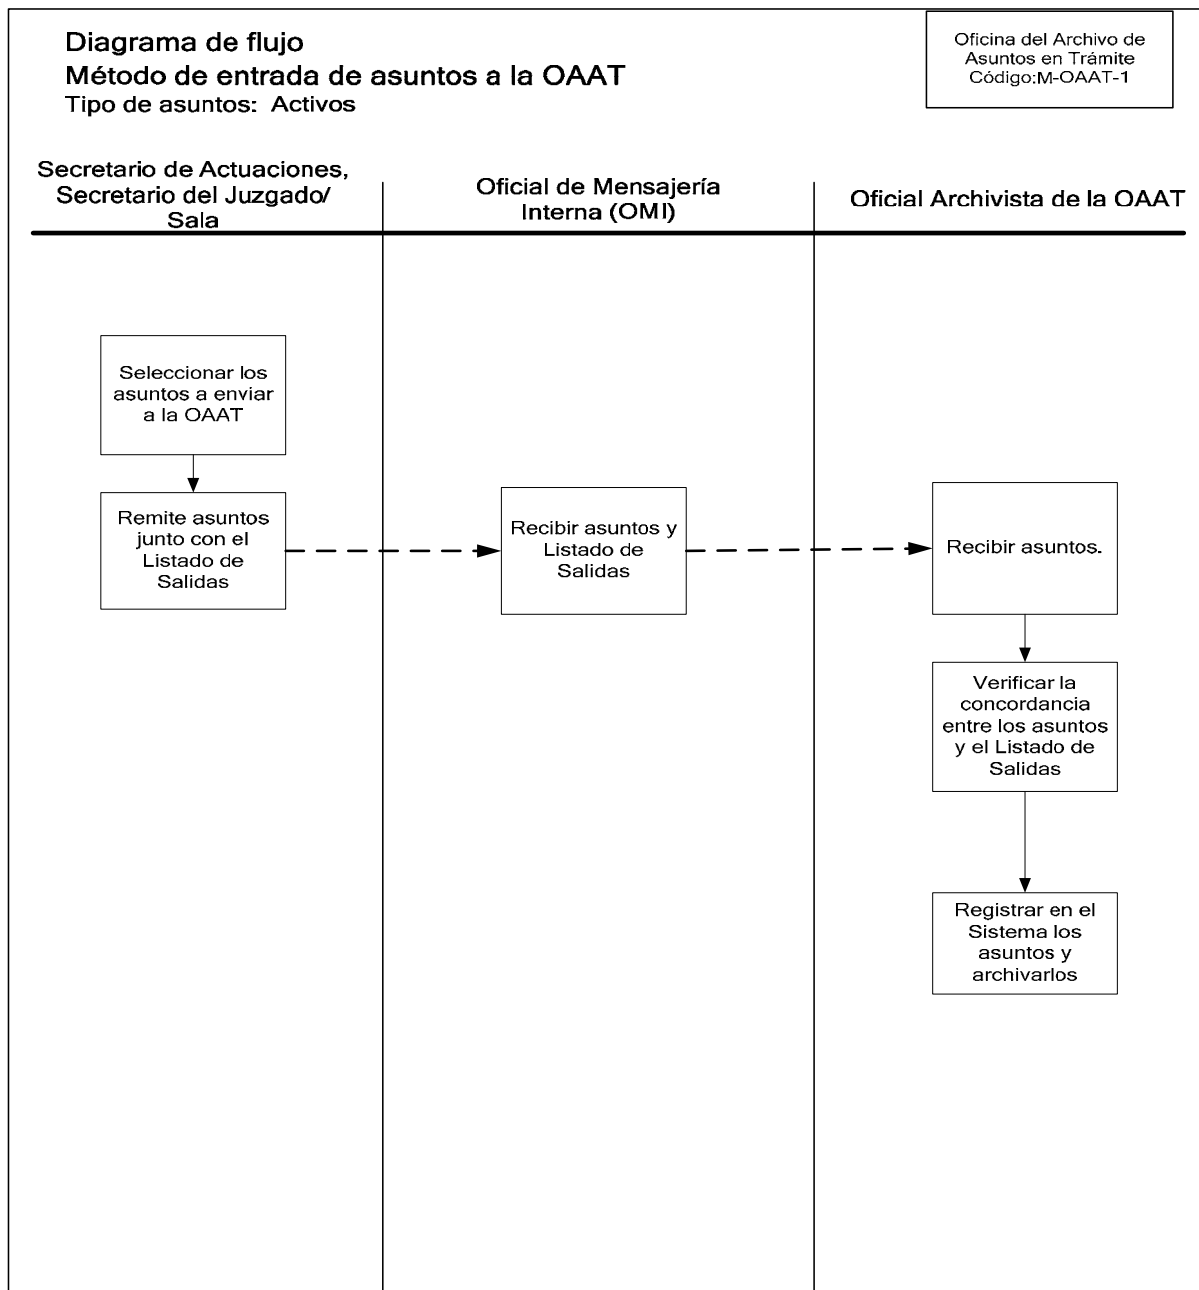 Diagrama de flujo
Método de entrada de asuntos a la OAAT
Tipo de asuntos: Activos
Oficina del Archivo de
Asuntos en Trámite
Código:M-OAAT-1
Secretario de Actuaciones,
Secretario del Juzgado/
Sala
Oficial de Mensajería
Interna (OMI)
Oficial Archivista de la OAAT
Seleccionar los
asuntos a enviar
a la OAAT
Remite asuntos
junto con el
Listado de
Salidas
Recibir asuntos y
Listado de
Salidas
Recibir asuntos.
Verificar la
concordancia
entre los asuntos
y el Listado de
Salidas
Registrar en el
Sistema los
asuntos y
archivarlos